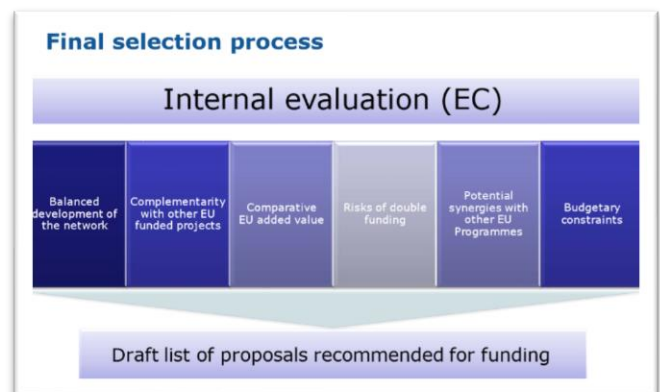 Final selection process
Internal evaluation (EC)
Balanced
development of
the network
Complementarity
with other EU
funded projects
Comparative
EU added value
Risks of double
funding
Potential
synergies with
other EU
Programmes
Budgetary
constraints
Draft list of proposals recommended for funding